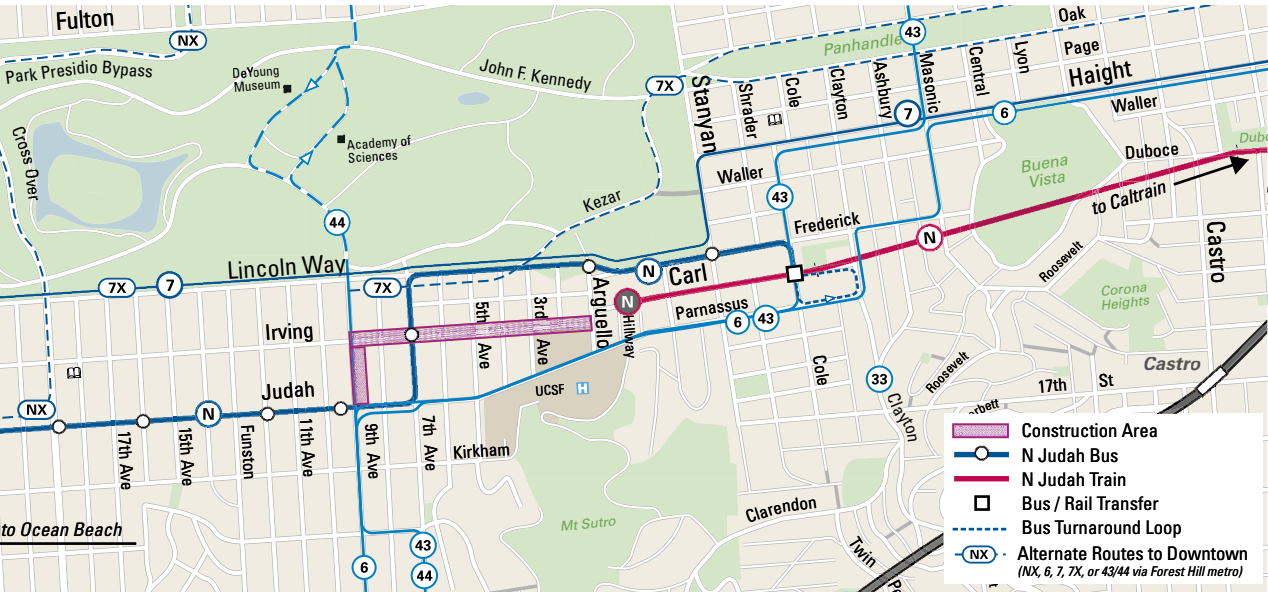 Fulton
NX
Park Presidio Bypass
DeYoung
Museum
Academy of
Sciences
John F. Kennedy
Cross Over
44
Kezar
7X
Stanyan
Panhandle
43
Oak
Page
Haight
Shrader
Cole
Clayton
Ashbury
Masonic
Central
Lyon
7
6
Waller
Waller
Duboce
Buena
Vista
43
Frederick
to Caltrain
N
Castro
Roosevelt
Corona
Heights
Lincoln Way
7X
7
7X
N
Carl
N
Parnassus
6
43
Hillway
Arguello
5th
Ave
3rd
Ave
Irving
Judah
NX
N
UCSF
H
17th Ave
15th Ave
Funston
11th Ave
9th Ave
7th Ave
Kirkham
Cole
33
Clayton
Roosevelt
17th
St
Castro
to Ocean Beach
Mt Sutro
Clarendon
Twin
43
44
6
Construction Area
N Judah Bus
N Judah Train
Bus / Rail Transfer
Bus Turnaround Loop
NX
Alternate Routes to Downtown
(NX, 6, 7, 7X, or 43/44 via Forest Hill metro)